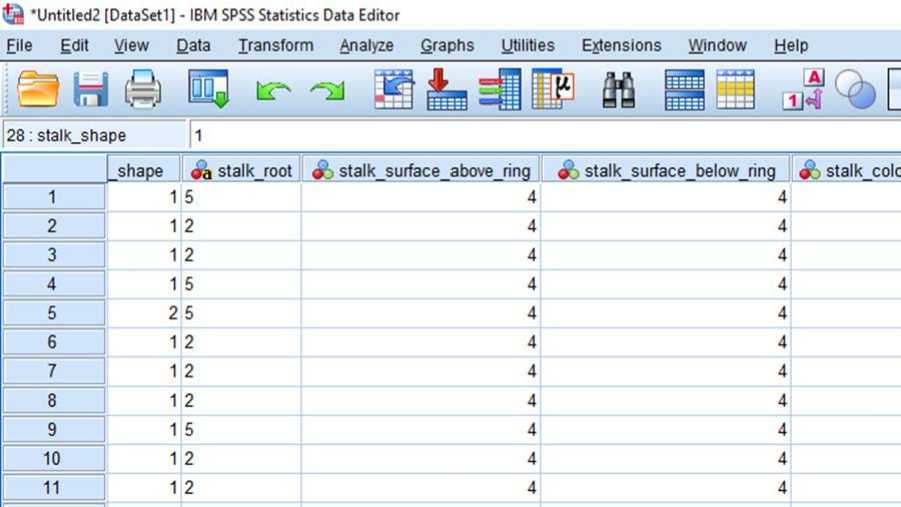 *Untitled2 [DataSet1] - IBM SPSS Statistics Data Editor
File Edit View Data Transform Analyze Graphs Utilities Extensions Window Help
μ A 1
28 : stalk_shape 1
_shape a stalk_root stalk_surface_above_ring stalk_surface_below_ring stalk_colo
1 1 5 4 4
2 1 2 4 4
3 1 2 4 4
4 1 5 4 4
5 2 5 4 4
6 1 2 4 4
7 1 2 4 4
8 1 2 4 4
9 1 5 4 4
10 1 2 4 4
11 1 2 4 4